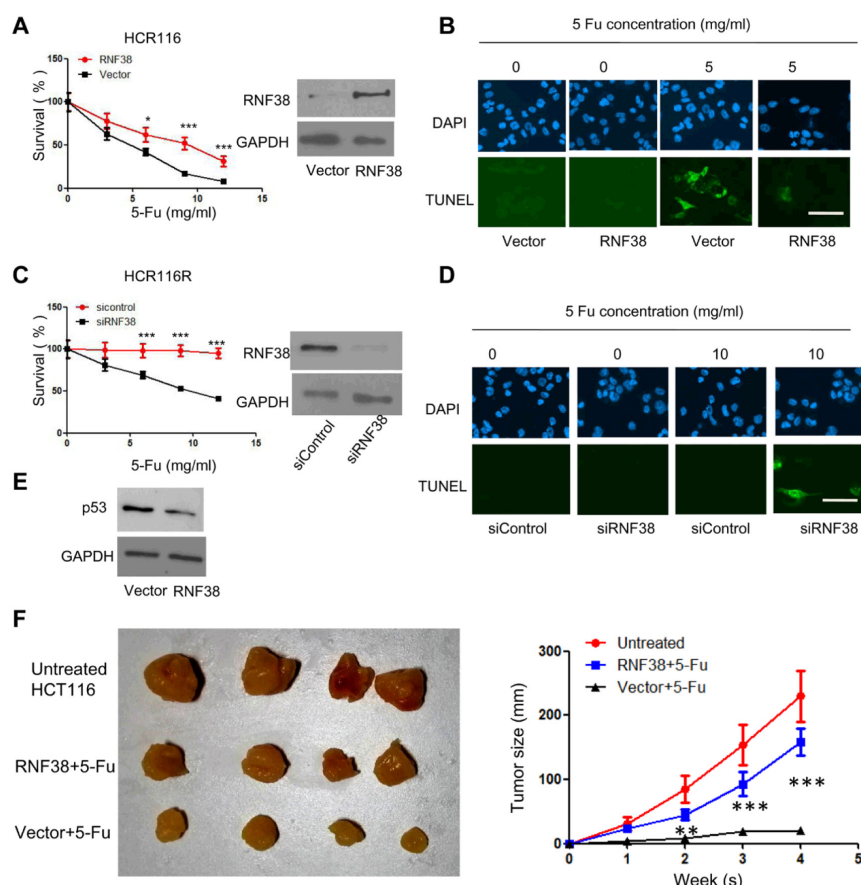 A
HCR116
RNF38
Vector
Survival ( % )
150
100
50
0
0 5 10 15
5-Fu (mg/ml)
* *** ***
RNF38
GAPDH
Vector RNF38
B
5 Fu concentration (mg/ml)
0 0 5 5
DAPI
TUNEL
Vector RNF38 Vector RNF38
C
HCR116R
sicontrol
siRNF38
Survival ( % )
150
100
50
0
0 5 10 15
5-Fu (mg/ml)
*** *** ***
RNF38
GAPDH
siControl siRNF38
D
5 Fu concentration (mg/ml)
0 0 10 10
DAPI
TUNEL
siControl siRNF38 siControl siRNF38
E
p53
GAPDH
Vector RNF38
F
Untreated
HCT116
RNF38+5-Fu
Vector+5-Fu
Untreated
RNF38+5-Fu
Vector+5-Fu
Tumor size (mm)
300
200
100
0
0 1 2 3 4 5
Week (s)
** *** ***